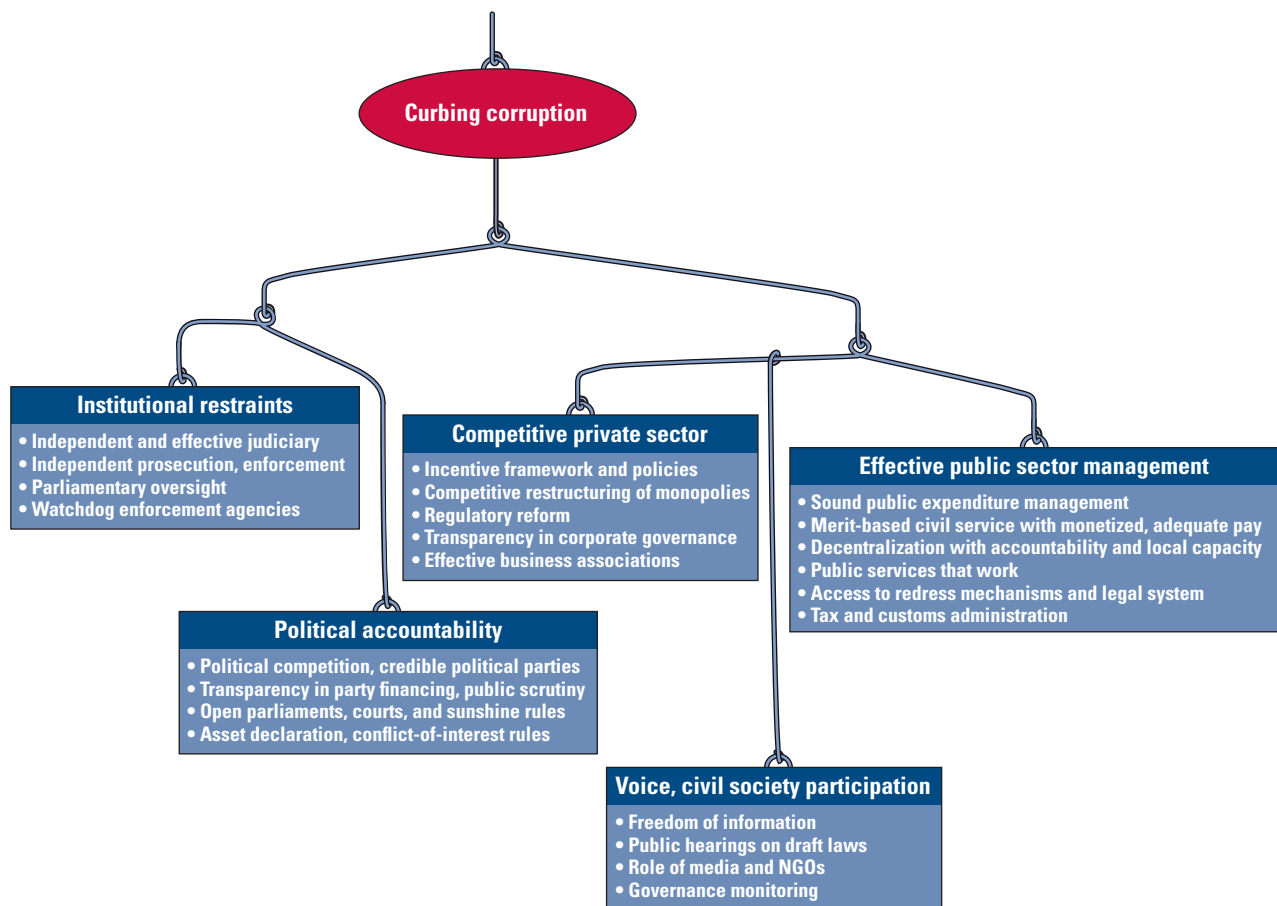 Curbing corruption
Institutional restraints
• Independent and effective judiciary
• Independent prosecution, enforcement
• Parliamentary oversight
• Watchdog enforcement agencies
Competitive private sector
• Incentive framework and policies
• Competitive restructuring of monopolies
• Regulatory reform
• Transparency in corporate governance
• Effective business associations
Effective public sector management
• Sound public expenditure management
• Merit-based civil service with monetized, adequate pay
• Decentralization with accountability and local capacity
• Public services that work
• Access to redress mechanisms and legal system
• Tax and customs administration
Political accountability
• Political competition, credible political parties
• Transparency in party financing, public scrutiny
• Open parliaments, courts, and sunshine rules
• Asset declaration, conflict-of-interest rules
Voice, civil society participation
• Freedom of information
• Public hearings on draft laws
• Role of media and NGOs
• Governance monitoring